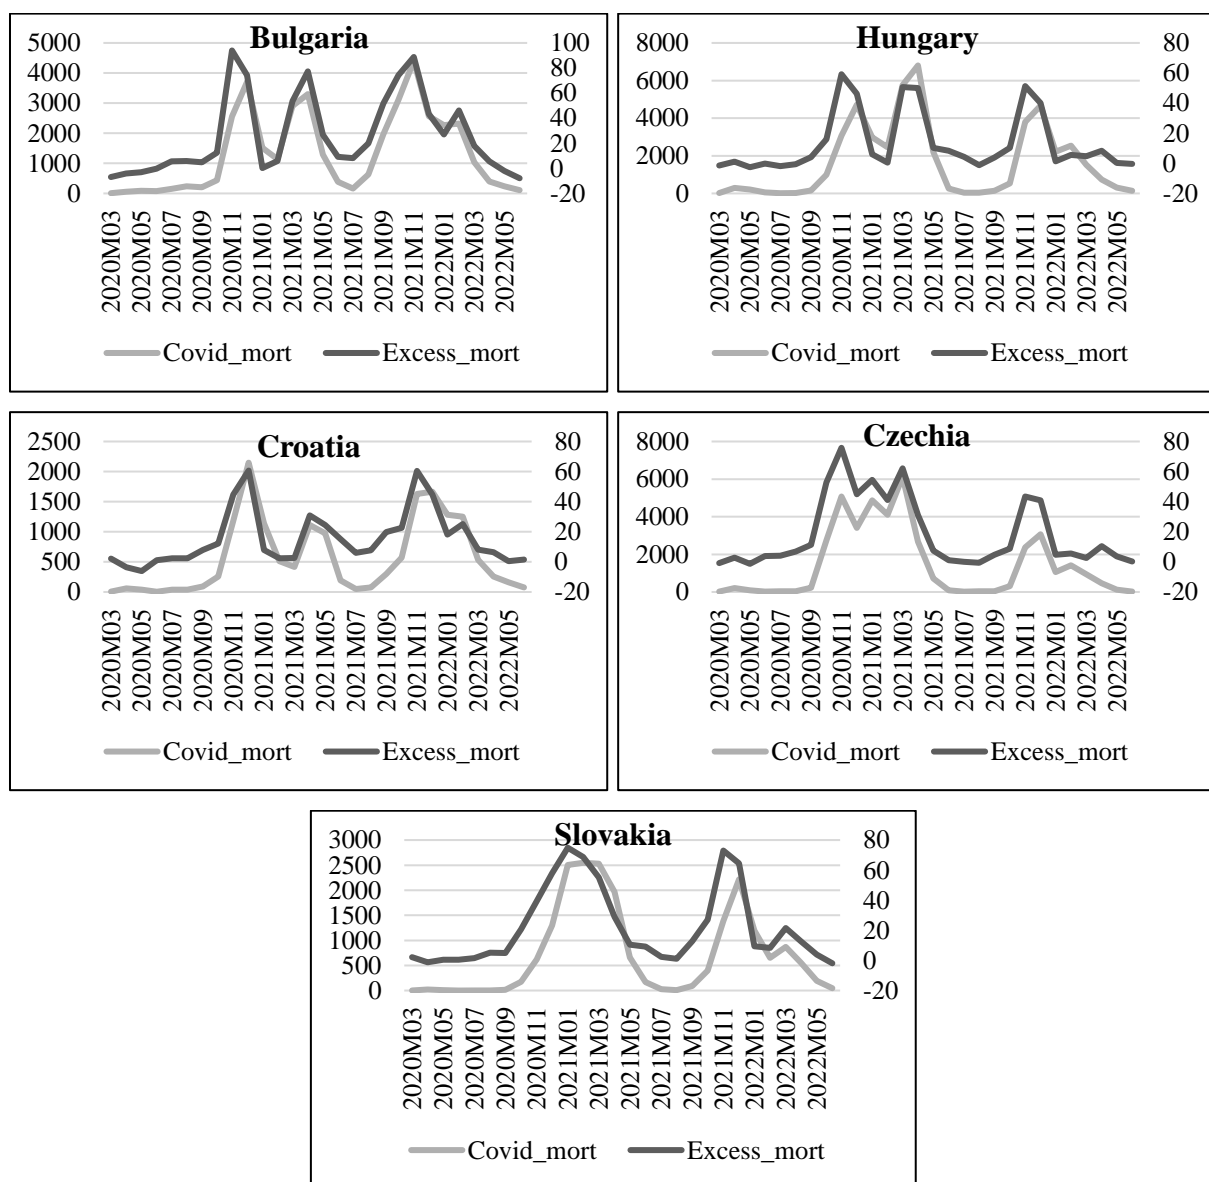 Bulgaria
5000
4000
3000
2000
1000
0
100
80
60
40
20
0
-20
2020M03
2020M05
2020M07
2020M09
2020M11
2021M01
2021M03
2021M05
2021M07
2021M09
2021M11
2022M01
2022M03
2022M05
Covid_mort Excess_mort
Hungary
8000
6000
4000
2000
0
80
60
40
20
0
-20
2020M03
2020M05
2020M07
2020M09
2020M11
2021M01
2021M03
2021M05
2021M07
2021M09
2021M11
2022M01
2022M03
2022M05
Covid_mort Excess_mort
Croatia
2500
2000
1500
1000
500
0
80
60
40
20
0
-20
2020M03
2020M05
2020M07
2020M09
2020M11
2021M01
2021M03
2021M05
2021M07
2021M09
2021M11
2022M01
2022M03
2022M05
Covid_mort Excess_mort
Czechia
8000
6000
4000
2000
0
80
60
40
20
0
-20
2020M03
2020M05
2020M07
2020M09
2020M11
2021M01
2021M03
2021M05
2021M07
2021M09
2021M11
2022M01
2022M03
2022M05
Covid_mort Excess_mort
Slovakia
3000
2500
2000
1500
1000
500
0
80
60
40
20
0
-20
2020M03
2020M05
2020M07
2020M09
2020M11
2021M01
2021M03
2021M05
2021M07
2021M09
2021M11
2022M01
2022M03
2022M05
Covid_mort Excess_mort